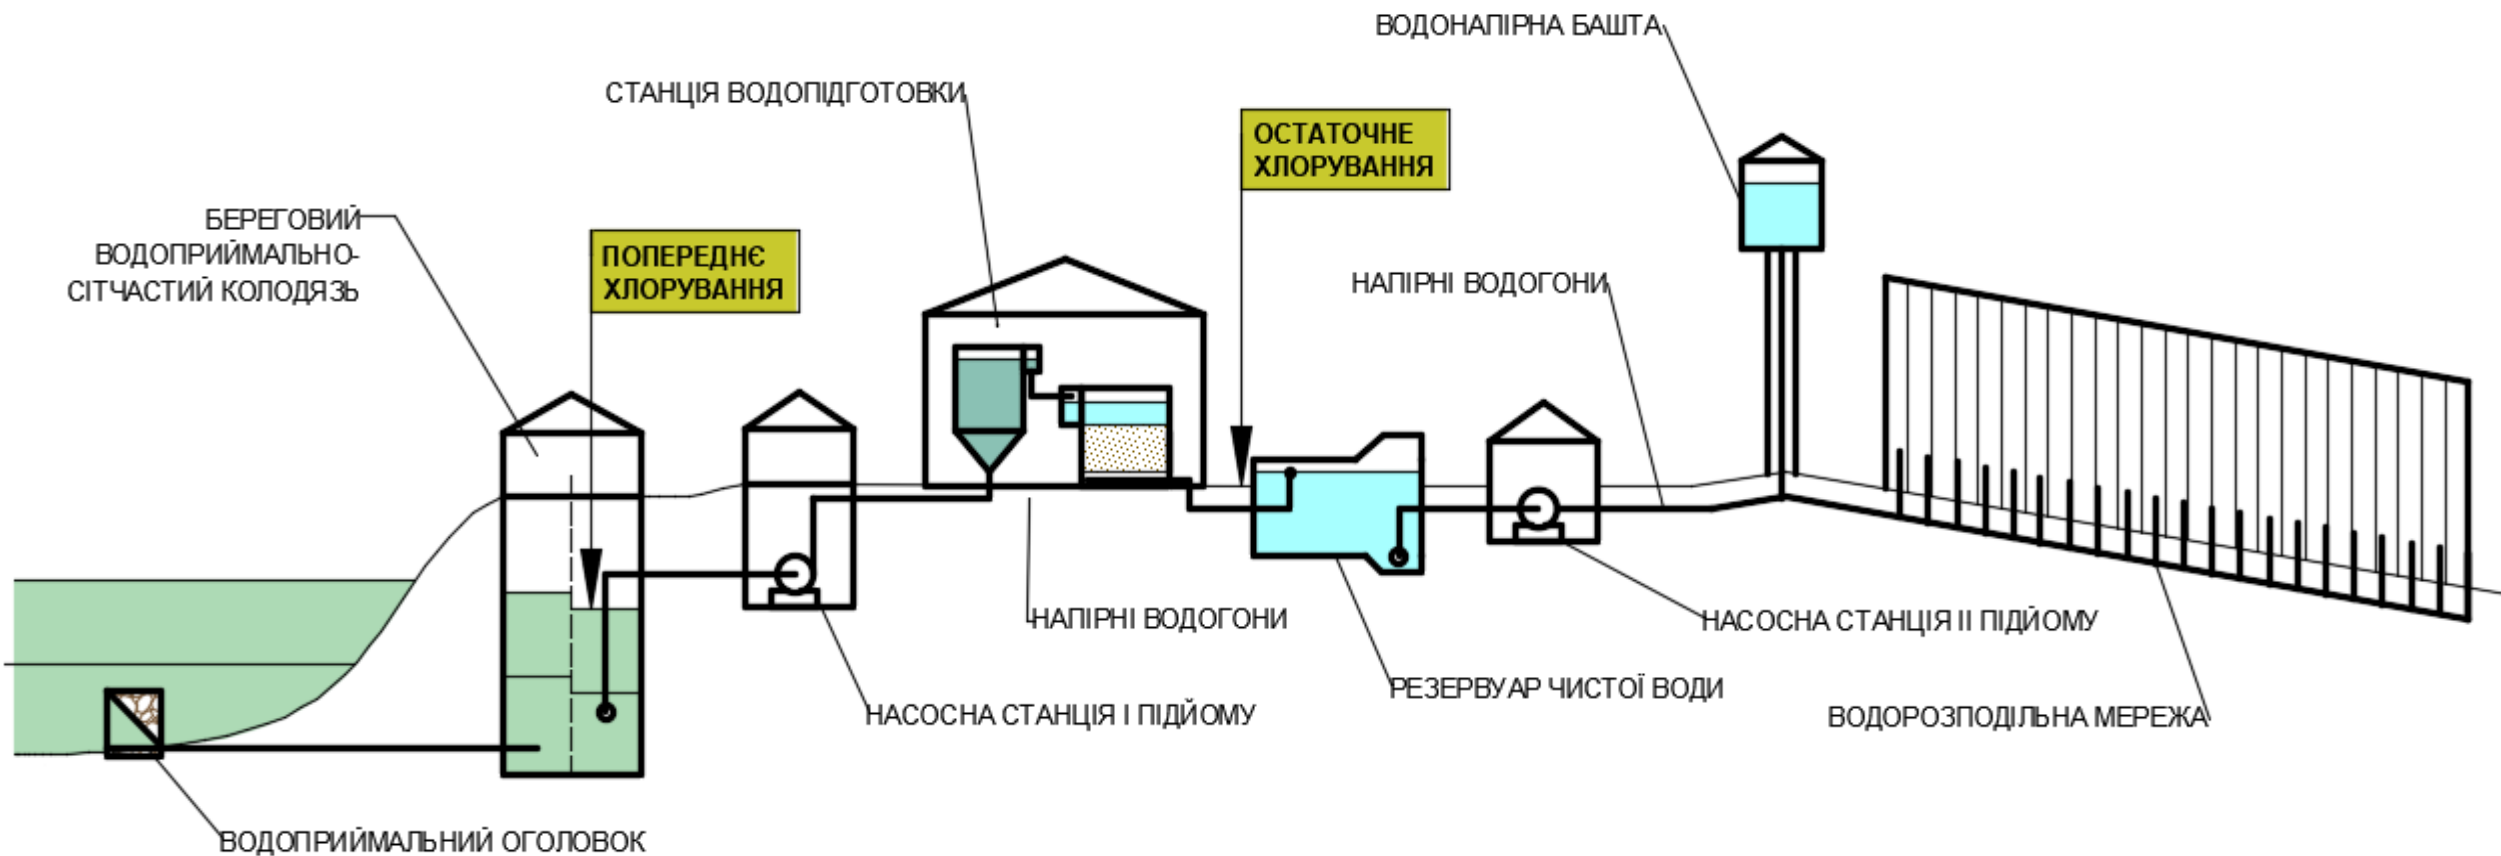 ВОДОНАПІРНА БАШТА
СТАНЦІЯ ВОДОПІДГОТОВКИ
ОСТАТОЧНЕ
ХЛОРУВАННЯ
БЕРЕГОВИЙ
ВОДОПРИЙМАЛЬНО-
СІТЧАСТИЙ КОЛОДЯЗЬ
ПОПЕРЕДНЄ
ХЛОРУВАННЯ
НАПІРНІ ВОДОГОНИ
НАПІРНІ ВОДОГОНИ
НАСОСНА СТАНЦІЯ ІІ ПІДЙОМУ
РЕЗЕРВУАР ЧИСТОЇ ВОДИ
НАСОСНА СТАНЦІЯ І ПІДЙОМУ
ВОДОРОЗПОДІЛЬНА МЕРЕЖА
ВОДОПРИЙМАЛЬНИЙ ОГОЛОВОК